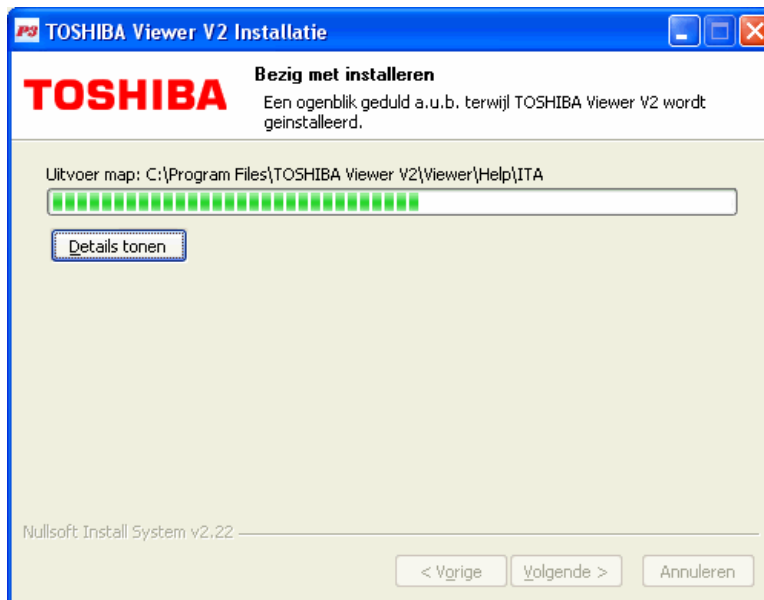 P3 TOSHIBA Viewer V2 Installatie
TOSHIBA
Bezig met installeren
Een ogenblik geduld a.u.b. terwijl TOSHIBA Viewer V2 wordt
geinstalleerd.
Uitvoer map: C:\Program Files\TOSHIBA Viewer V2\Viewer\Help\ITA
Details tonen
Nullsoft Install System v2.22
< Vorige
Volgende >
Annuleren